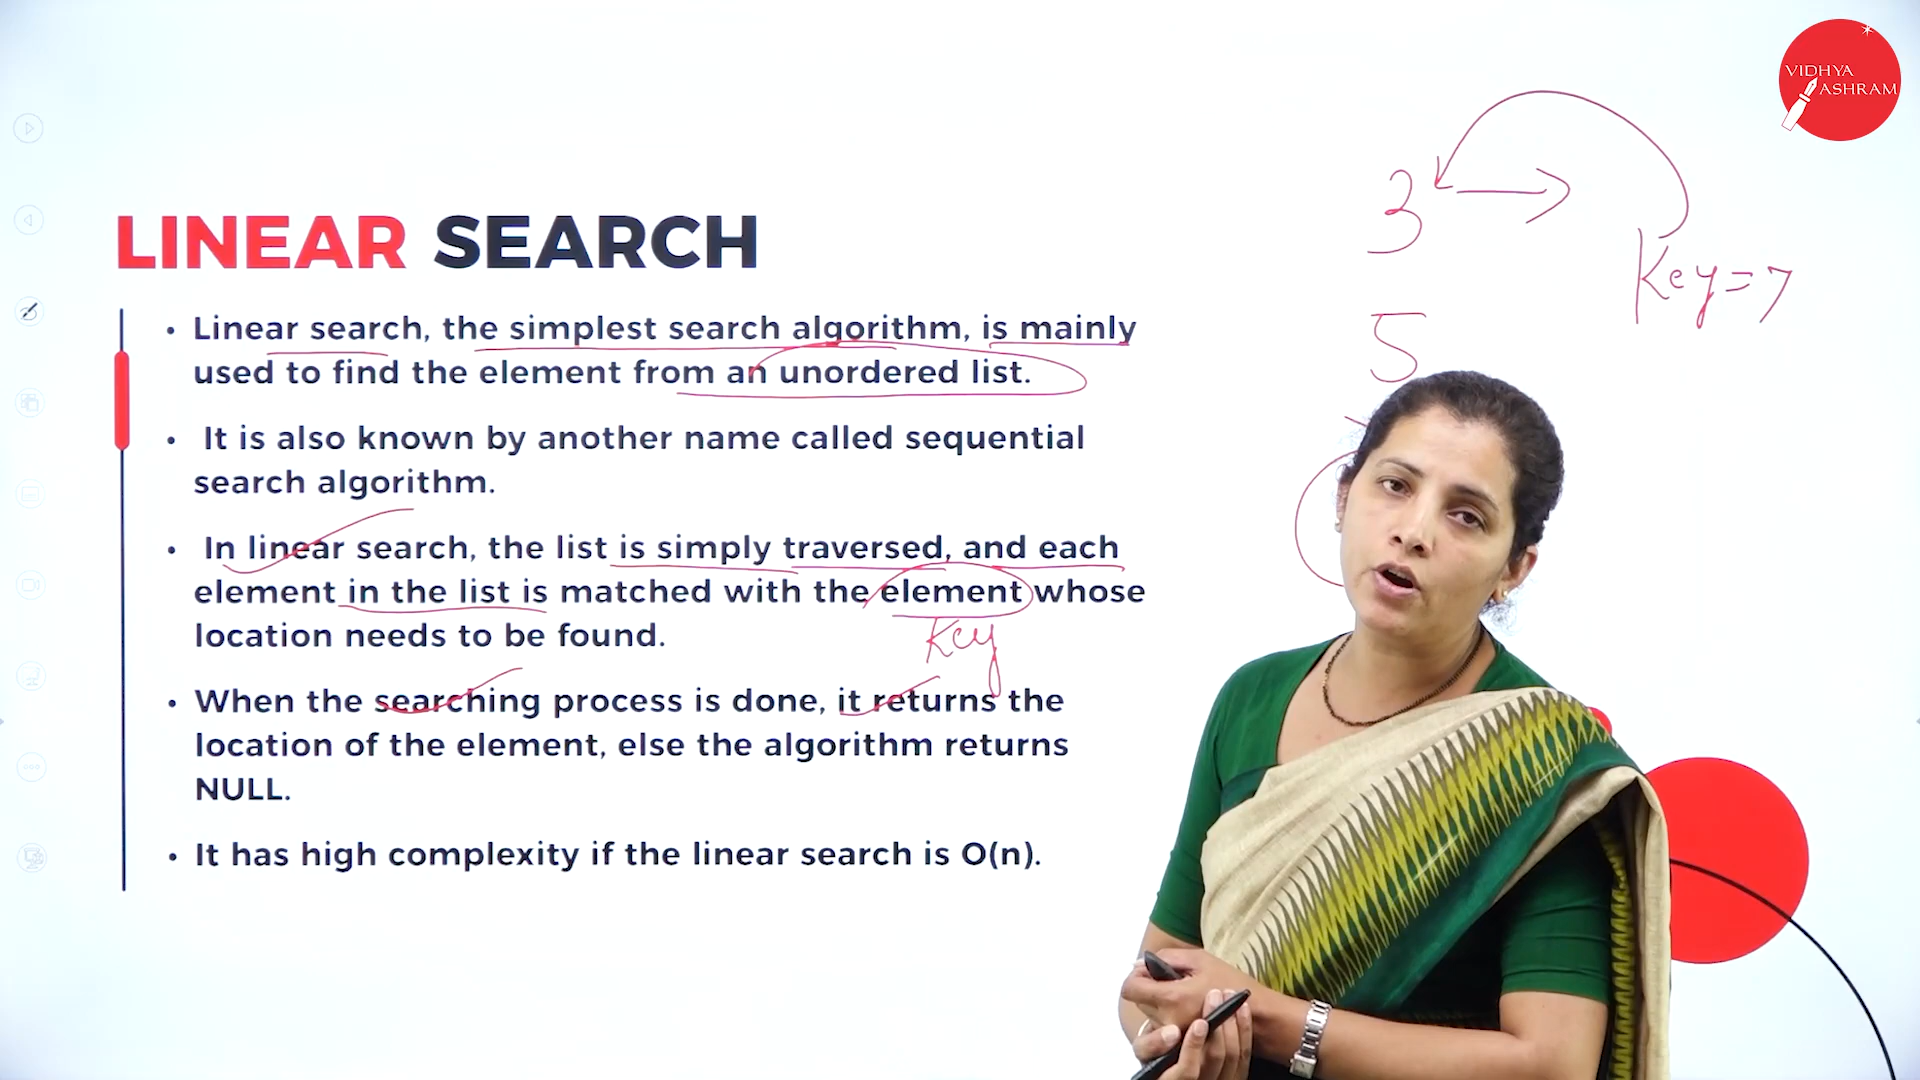 VIDHYA
ASHRAM
LINEAR SEARCH
• Linear search, the simplest search algorithm, is mainly
used to find the element from an unordered list.
• It is also known by another name called sequential
search algorithm.
• In linear search, the list is simply traversed, and each
element in the list is matched with the element whose
location needs to be found.
Key
• When the searching process is done, it returns the
location of the element, else the algorithm returns
NULL.
• It has high complexity if the linear search is O(n).
3
Key=7
5